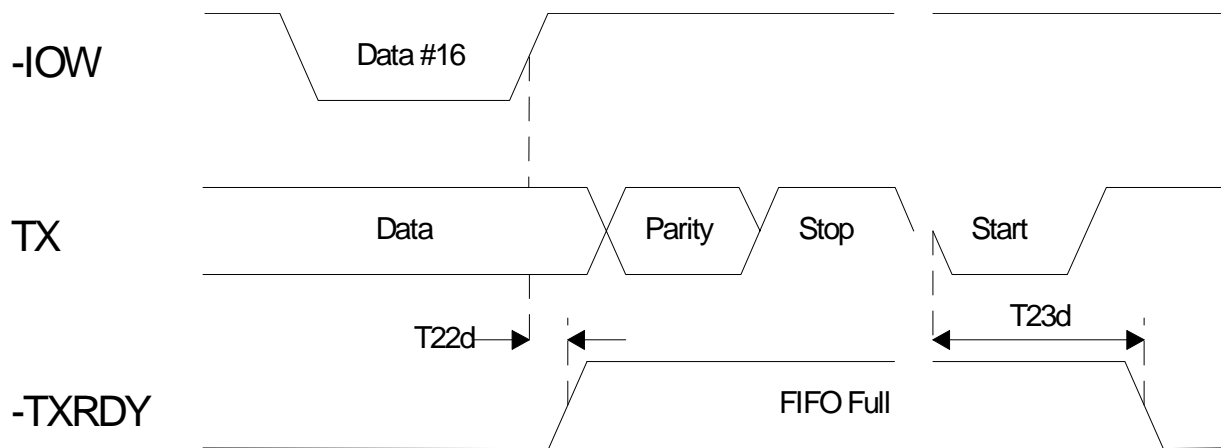 -IOW
Data #16
TX
Data
Parity
Stop
Start
T22d
T23d
-TXRDY
FIFO Full